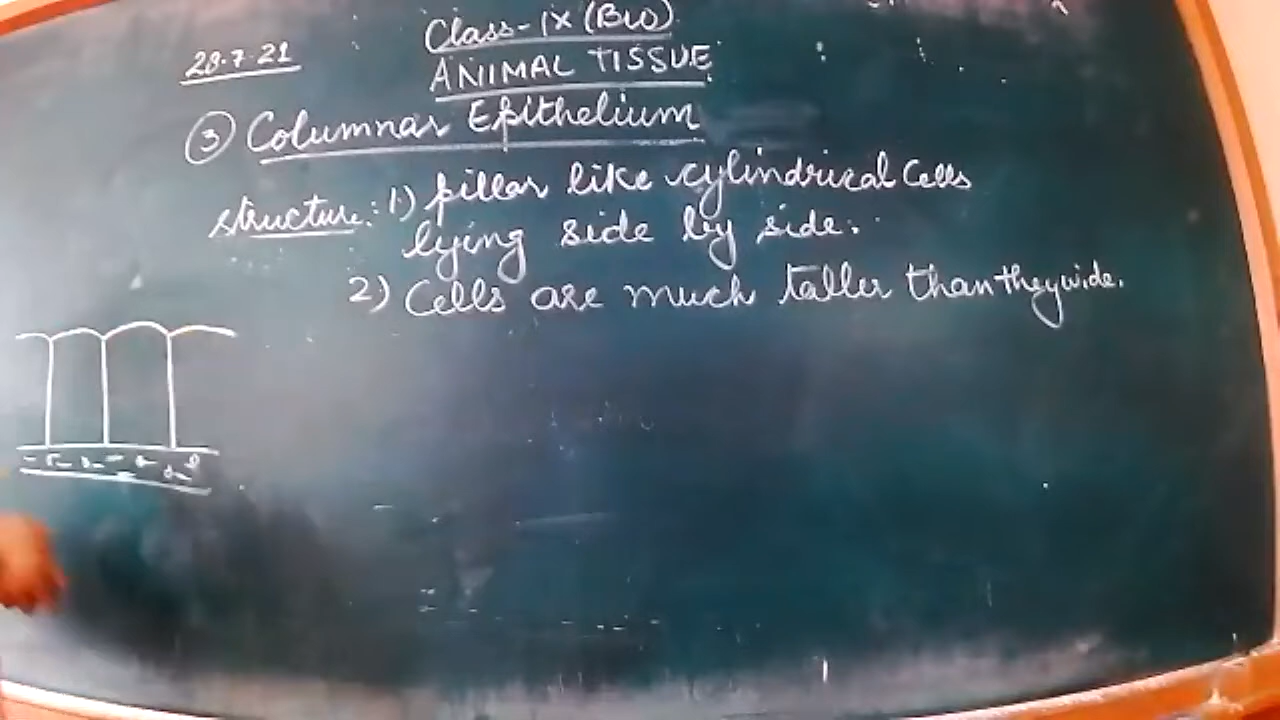 Class-IX (Bio)
28.7.21
ANIMAL TISSUE
③ Columnar Epithelium
structure: 1) pillar like cylindrical Cells
lying side by side.
2) Cells are much taller than they wide.